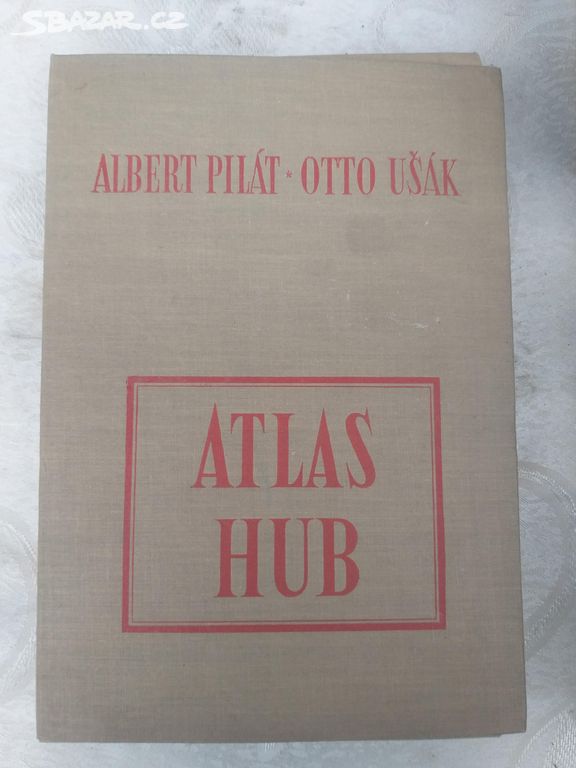 SBAZAR.CZ
ALBERT PILÁT * OTTO UŠÁK
ATLAS
HUB